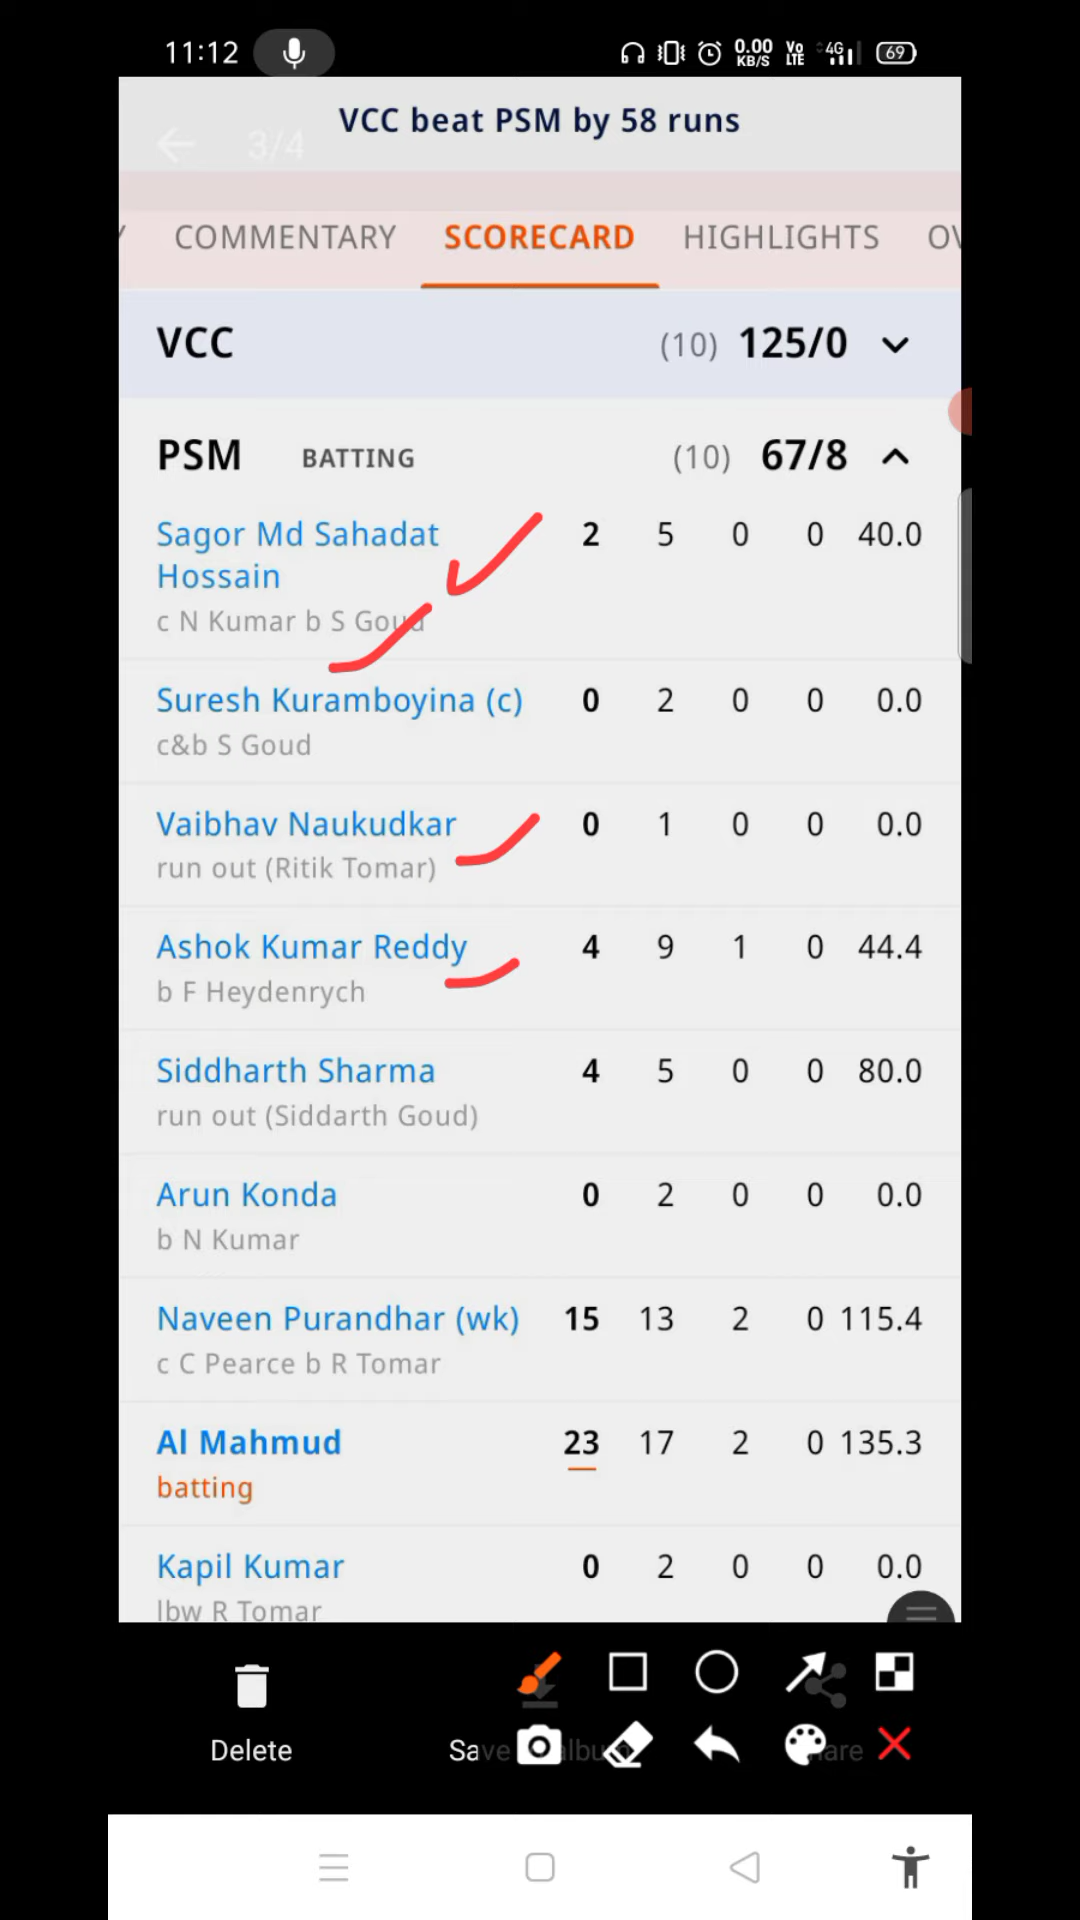 11:12 0.00 KB/S Vo LTE 4G 69
VCC beat PSM by 58 runs
3/4
COMMENTARY SCORECARD HIGHLIGHTS OV
VCC (10) 125/0
PSM BATTING (10) 67/8
Sagor Md Sahadat 2 5 0 0 40.0
Hossain
c N Kumar b S Goud
Suresh Kuramboyina (c) 0 2 0 0 0.0
c&b S Goud
Vaibhav Naukudkar 0 1 0 0 0.0
run out (Ritik Tomar)
Ashok Kumar Reddy 4 9 1 0 44.4
b F Heydenrych
Siddharth Sharma 4 5 0 0 80.0
run out (Siddarth Goud)
Arun Konda 0 2 0 0 0.0
b N Kumar
Naveen Purandhar (wk) 15 13 2 0 115.4
c C Pearce b R Tomar
Al Mahmud 23 17 2 0 135.3
batting
Kapil Kumar 0 2 0 0 0.0
lbw R Tomar
Delete Save